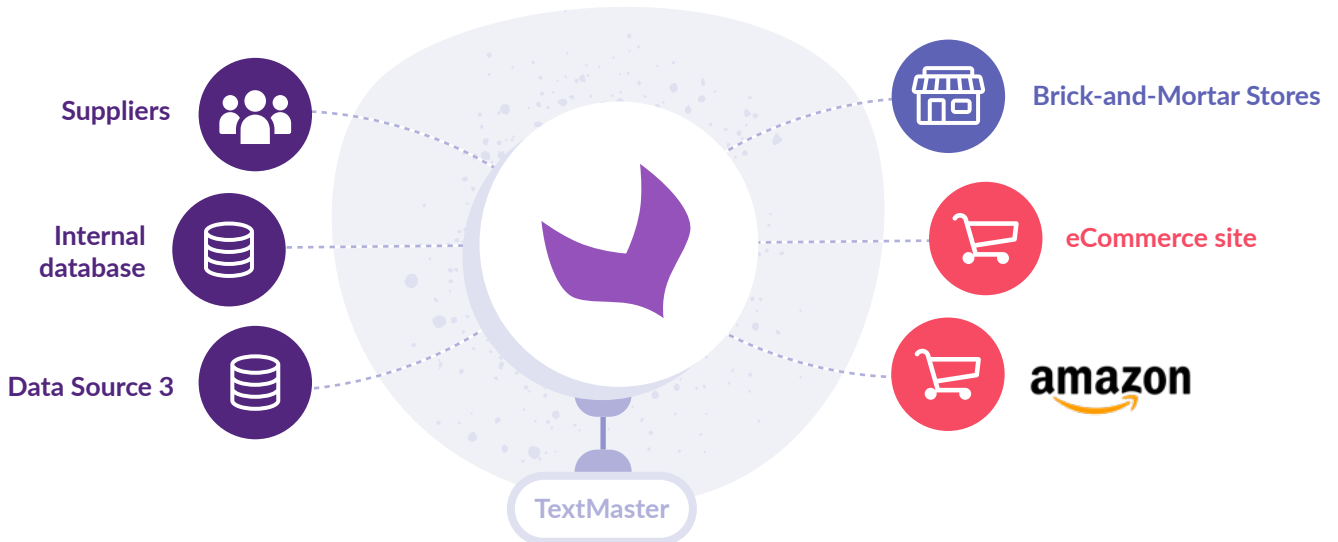 Suppliers
Internal
database
Data Source 3
TextMaster
Brick-and-Mortar Stores
eCommerce site
amazon